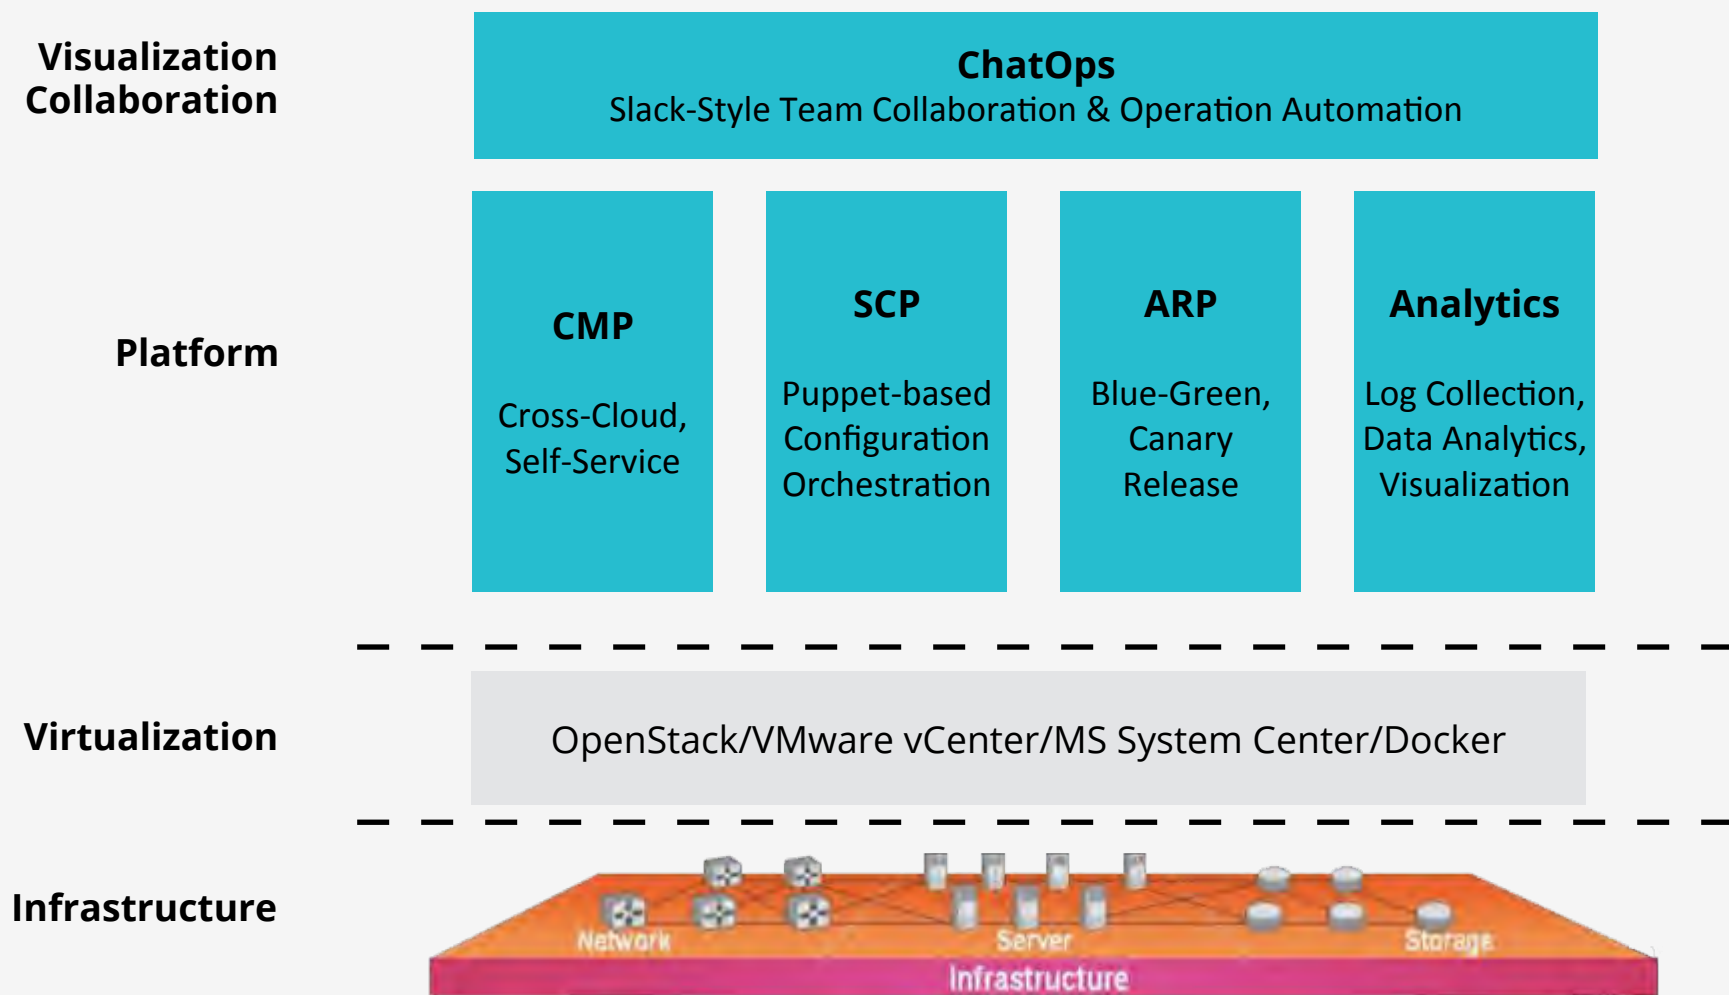 Visualization
Collaboration
ChatOps
Slack-Style Team Collaboration & Operation Automation
Platform
CMP
Cross-Cloud,
Self-Service
SCP
Puppet-based
Configuration
Orchestration
ARP
Blue-Green,
Canary
Release
Analytics
Log Collection,
Data Analytics,
Visualization
Virtualization
OpenStack/VMware vCenter/MS System Center/Docker
Infrastructure
Network
Server
Storage
Infrastructure